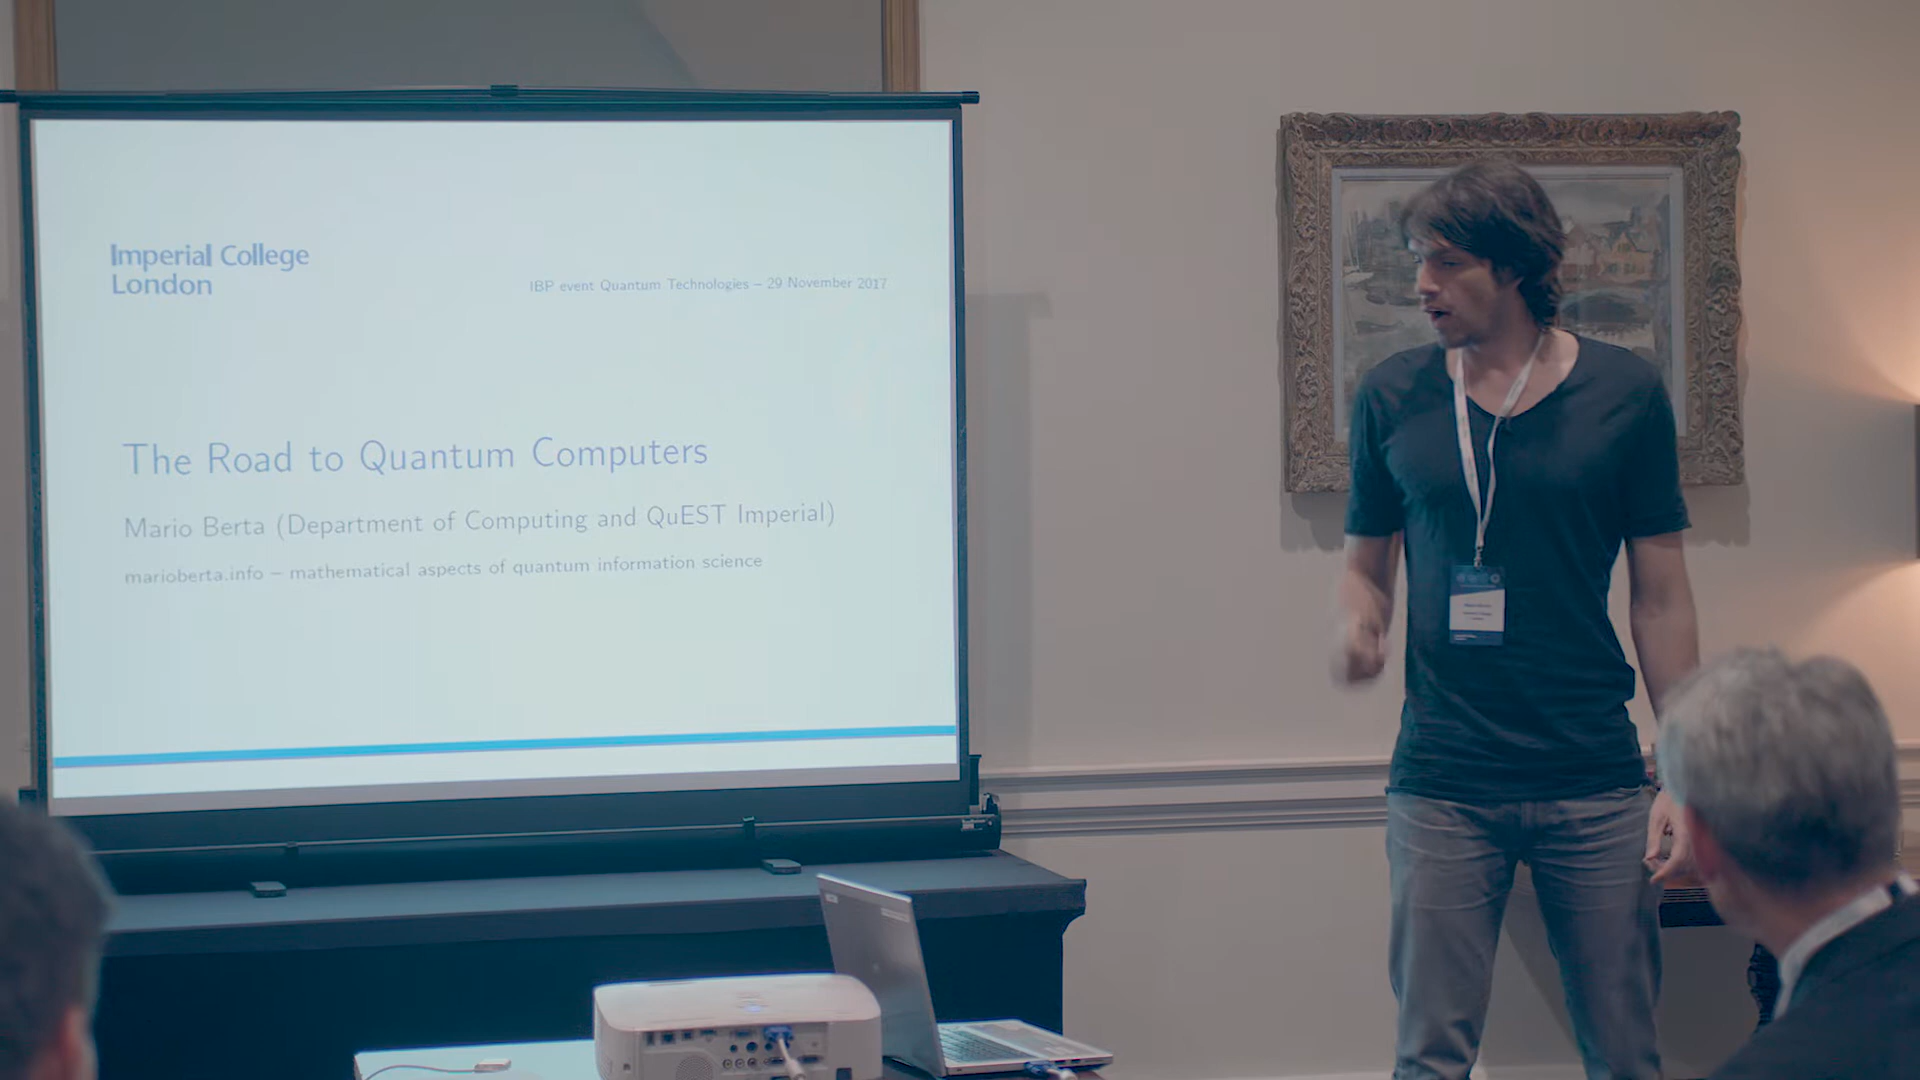 Imperial College
London
IBP event Quantum Technologies – 29 November 2017
The Road to Quantum Computers
Mario Berta (Department of Computing and QuEST Imperial)
marioberta.info – mathematical aspects of quantum information science